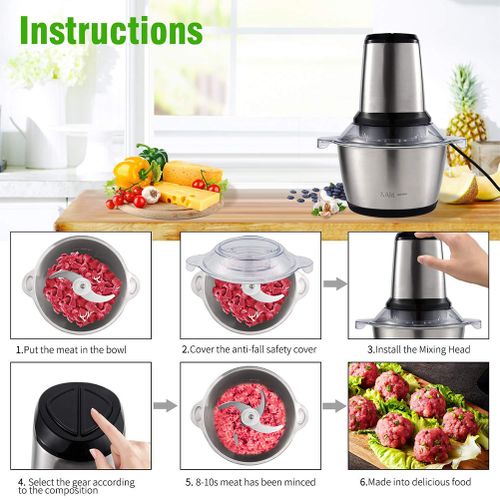 Instructions
1.Put the meat in the bowl
2.Cover the anti-fall safety cover
3.Install the Mixing Head
4. Select the gear according
to the composition
5. 8-10s meat has been minced
6.Made into delicious food